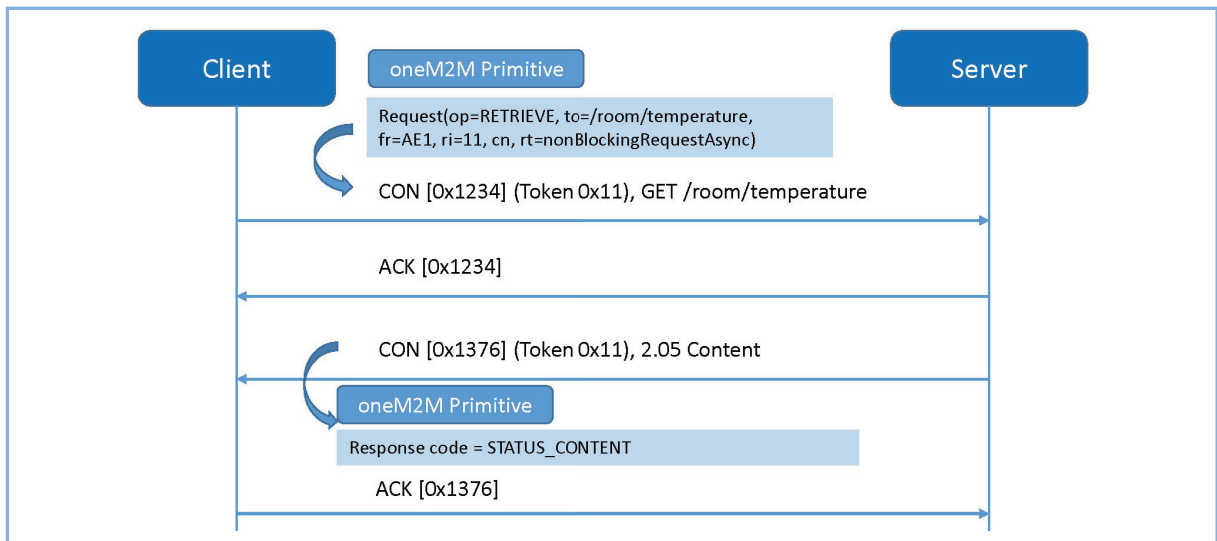 Client
oneM2M Primitive
Server
Request(op=RETRIEVE, to=/room/temperature,
fr=AE1, ri=11, cn, rt=nonBlockingRequestAsync)
CON [0x1234] (Token 0x11), GET /room/temperature
ACK [0x1234]
CON [0x1376] (Token 0x11), 2.05 Content
oneM2M Primitive
Response code = STATUS_CONTENT
ACK [0x1376]